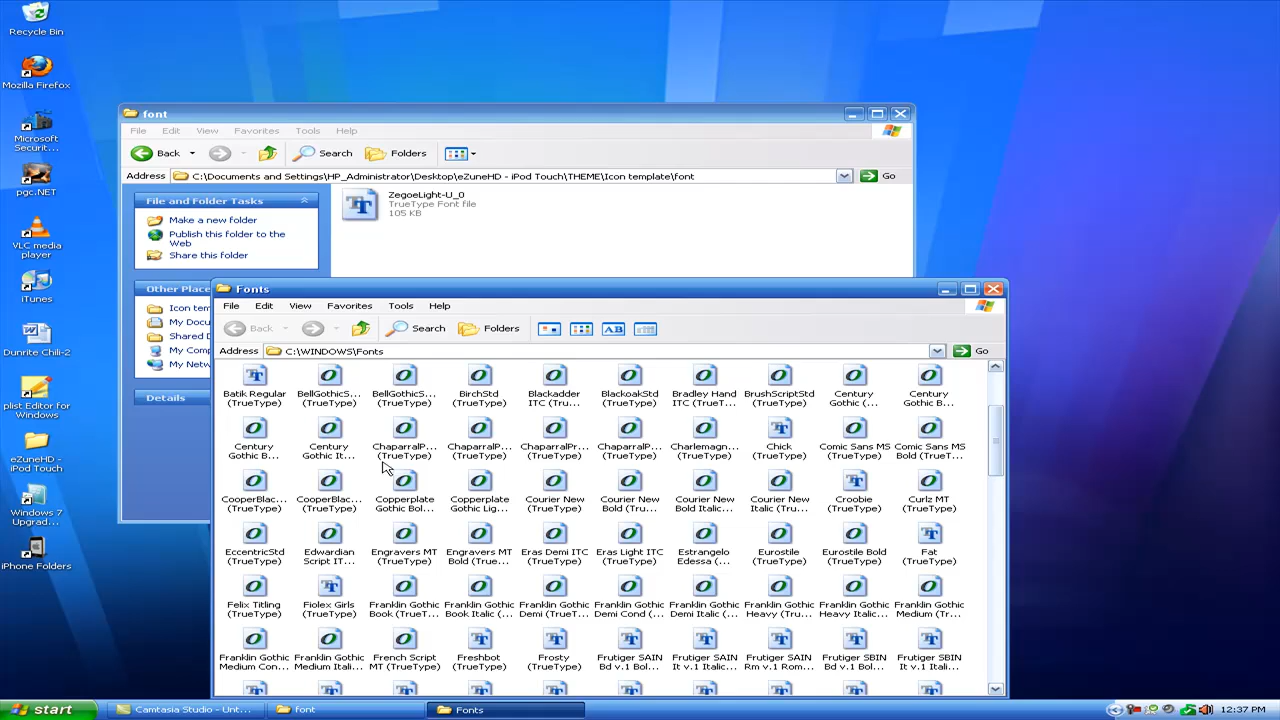 Recycle Bin
Mozilla Firefox
Microsoft
Securit...
pgc.NET
VLC media
player
iTunes
Dunrite Chili-2
plist Editor for
Windows
eZuneHD
- iPod Touch
Windows 7
Upgrad...
iPhone Folders
font
File Edit View Favorites Tools Help
Back Search Folders
Address C:\Documents and Settings\HP_Administrator\Desktop\eZuneHD - iPod Touch\THEME\Icon template\font Go
File and Folder Tasks
Make a new folder
Publish this folder to the
Web
Share this folder
ZegoeLight-U_0
TrueType Font file
105 KB
Other Place
Icon tem
My Docu
Shared D
My Comp
My Netw
Details
Fonts
File Edit View Favorites Tools Help
Back Search Folders
Address C:\WINDOWS\Fonts Go
Batik Regular BellGothicS... BellGothicS... BirchStd Blackadder BlackoakStd Bradley Hand BrushScriptStd Century Century
(TrueType) (TrueType) (TrueType) (TrueType) ITC (Tru... (TrueType) ITC (TrueT... (TrueType) Gothic (... Gothic B...
Century Century ChaparralP... ChaparralP... ChaparralPr... ChaparralP... Charlemagn... Chick Comic Sans MS Comic Sans MS
Gothic B... Gothic It... (TrueType) (TrueType) (TrueType) (TrueType) (TrueType) (TrueType) (TrueType) Bold (TrueT...
CooperBlac... CooperBlac... Copperplate Copperplate Courier New Courier New Courier New Courier New Croobie Curlz MT
(TrueType) (TrueType) Gothic Bol... Gothic Lig... (TrueType) Bold (Tru... Bold Italic... Italic (Tru... (TrueType) (TrueType)
EccentricStd Edwardian Engravers MT Engravers MT Eras Demi ITC Eras Light ITC Estrangelo Eurostile Eurostile Bold Fat
(TrueType) Script IT... (TrueType) Bold (True... (TrueType) (TrueType) Edessa (... (TrueType) (TrueType) (TrueType)
Felix Titling Fiolex Girls Franklin Gothic Franklin Gothic Franklin Gothic Franklin Gothic Franklin Gothic Franklin Gothic Franklin Gothic Franklin Gothic
(TrueType) (TrueType) Book (TrueT... Book Italic (... Demi (TrueT... Demi Cond (... Demi Italic (... Heavy (Tru... Heavy Italic... Medium (Tr...
Franklin Gothic Franklin Gothic French Script Freshbot Frosty Frutiger SAIN Frutiger SAIN Frutiger SAIN Frutiger SBIN Frutiger SBIN
Medium Con... Medium Itali... MT (TrueType) (TrueType) (TrueType) Bd v.1 Bol... It v.1 Italic... Rm v.1 Rom... Bd v.1 Bold... It v.1 Itali...
start Camtasia Studio - Unt... font Fonts 12:37 PM